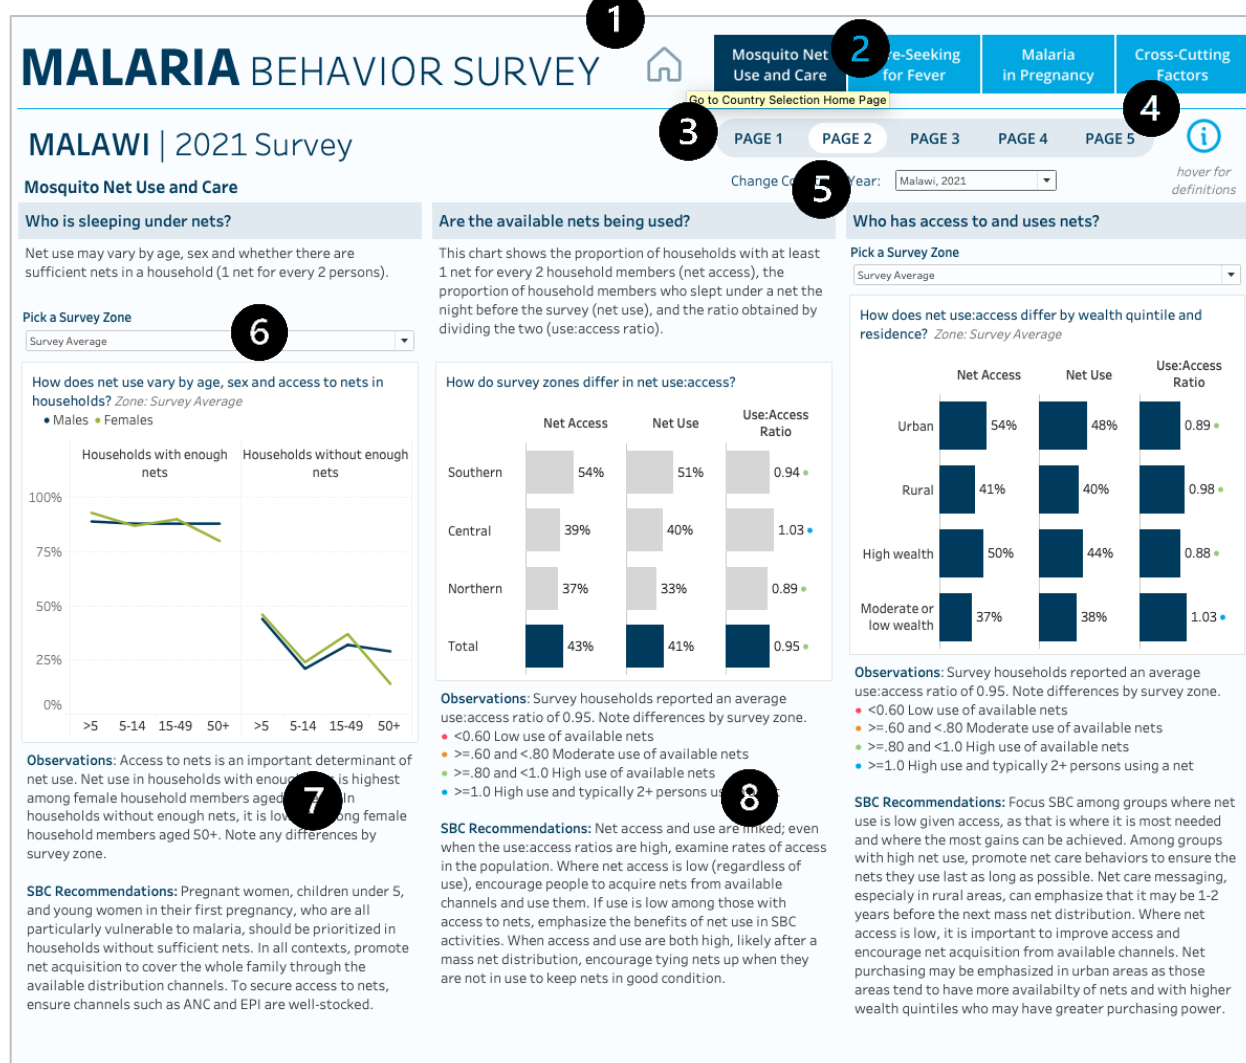 1
MALARIA BEHAVIOR SURVEY
Mosquito Net
Use and Care
2
e-Seeking
for Fever
Malaria
in Pregnancy
Cross-Cutting
Factors
Go to Country Selection Home Page
MALAWI | 2021 Survey
3
PAGE 1 PAGE 2 PAGE 3 PAGE 4 PAGE 5
4
i
hover for
definitions
Change Co
5
Year:
Malawi, 2021
Mosquito Net Use and Care
Who is sleeping under nets?
Net use may vary by age, sex and whether there are
sufficient nets in a household (1 net for every 2 persons).
Pick a Survey Zone
6
Survey Average
How does net use vary by age, sex and access to nets in
households? Zone: Survey Average
• Males • Females
Households with enough
nets
Households without enough
nets
100%
75%
50%
25%
0%
>5 5-14 15-49 50+ >5 5-14 15-49 50+
Observations: Access to nets is an important determinant of
net use. Net use in households with enoug is highest
among female household members aged In
households without enough nets, it is low ng female
household members aged 50+. Note any differences by
survey zone.
7
SBC Recommendations: Pregnant women, children under 5,
and young women in their first pregnancy, who are all
particularly vulnerable to malaria, should be prioritized in
households without sufficient nets. In all contexts, promote
net acquisition to cover the whole family through the
available distribution channels. To secure access to nets,
ensure channels such as ANC and EPI are well-stocked.
Are the available nets being used?
This chart shows the proportion of households with at least
1 net for every 2 household members (net access), the
proportion of household members who slept under a net the
night before the survey (net use), and the ratio obtained by
dividing the two (use:access ratio).
How do survey zones differ in net use:access?
Net Access Net Use Use:Access
Ratio
Southern 54% 51% 0.94
Central 39% 40% 1.03
Northern 37% 33% 0.89
Total 43% 41% 0.95
Observations: Survey households reported an average
use:access ratio of 0.95. Note differences by survey zone.
• <0.60 Low use of available nets
• >=.60 and <.80 Moderate use of available nets
• >=.80 and <1.0 High use of available nets
• >=1.0 High use and typically 2+ persons us
8
SBC Recommendations: Net access and use are linked; even
when the use:access ratios are high, examine rates of access
in the population. Where net access is low (regardless of
use), encourage people to acquire nets from available
channels and use them. If use is low among those with
access to nets, emphasize the benefits of net use in SBC
activities. When access and use are both high, likely after a
mass net distribution, encourage tying nets up when they
are not in use to keep nets in good condition.
Who has access to and uses nets?
Pick a Survey Zone
Survey Average
How does net use:access differ by wealth quintile and
residence? Zone: Survey Average
Net Access Net Use Use:Access
Ratio
Urban 54% 48% 0.89
Rural 41% 40% 0.98
High wealth 50% 44% 0.88
Moderate or
low wealth 37% 38% 1.03
Observations: Survey households reported an average
use:access ratio of 0.95. Note differences by survey zone.
• <0.60 Low use of available nets
• >=.60 and <.80 Moderate use of available nets
• >=.80 and <1.0 High use of available nets
• >=1.0 High use and typically 2+ persons using a net
SBC Recommendations: Focus SBC among groups where net
use is low given access, as that is where it is most needed
and where the most gains can be achieved. Among groups
with high net use, promote net care behaviors to ensure the
nets they use last as long as possible. Net care messaging,
especialy in rural areas, can emphasize that it may be 1-2
years before the next mass net distribution. Where net
access is low, it is important to improve access and
encourage net acquisition from available channels. Net
purchasing may be emphasized in urban areas as those
areas tend to have more availabilty of nets and with higher
wealth quintiles who may have greater purchasing power.